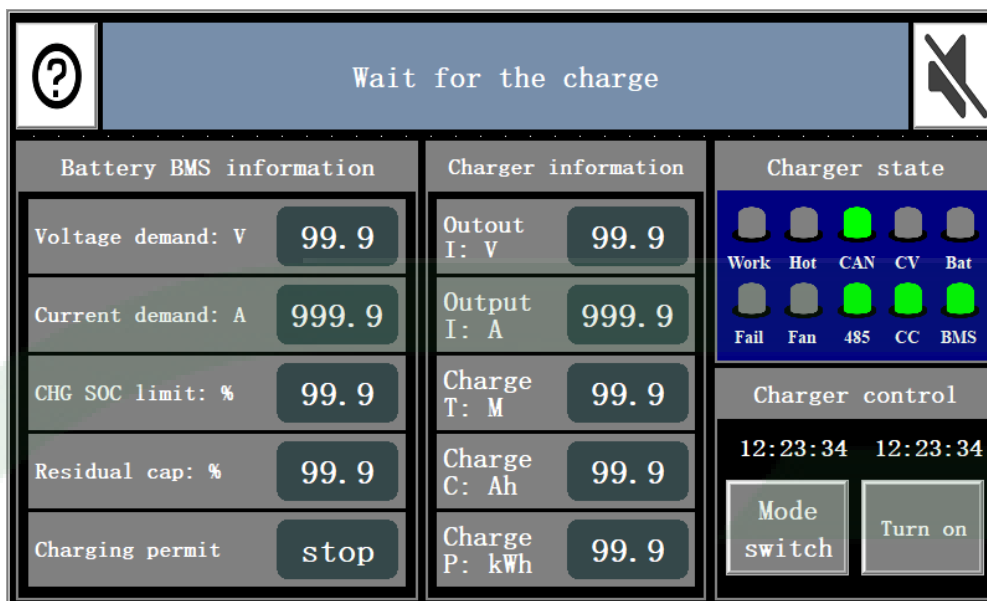 ?
Wait for the charge
Battery BMS information
Voltage demand: V 99.9
Current demand: A 999.9
CHG SOC limit: % 99.9
Residual cap: % 99.9
Charging permit stop
Charger information
Outout
I: V 99.9
Output
I: A 999.9
Charge
T: M 99.9
Charge
C: Ah 99.9
Charge
P: kWh 99.9
Charger state
Work Hot CAN CV Bat
Fail Fan 485 CC BMS
Charger control
12:23:34 12:23:34
Mode
switch
Turn on